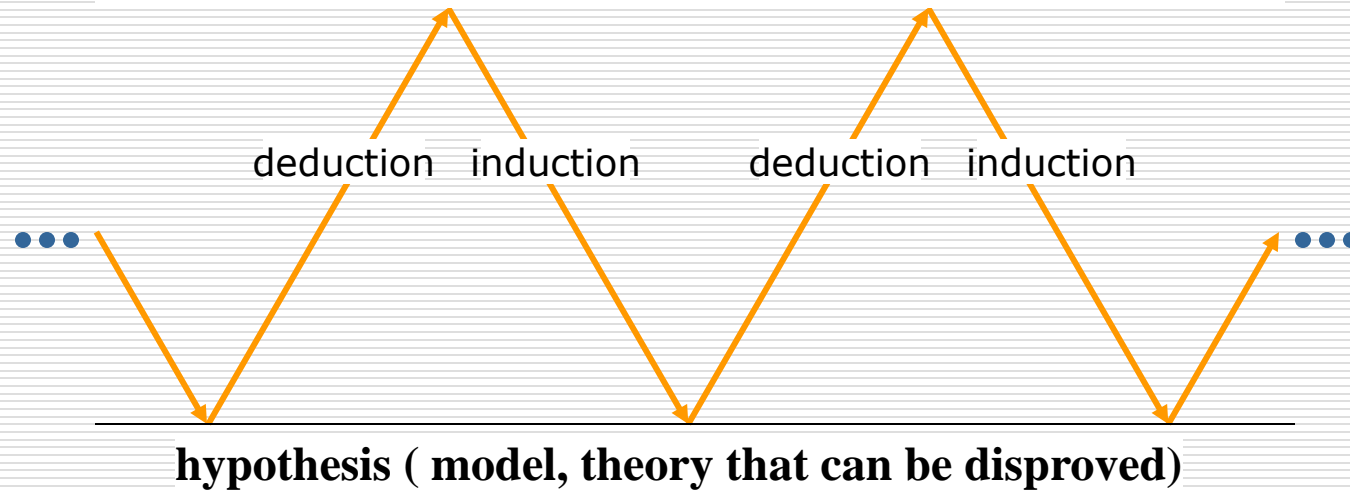 deduction induction deduction induction
hypothesis ( model, theory that can be disproved)